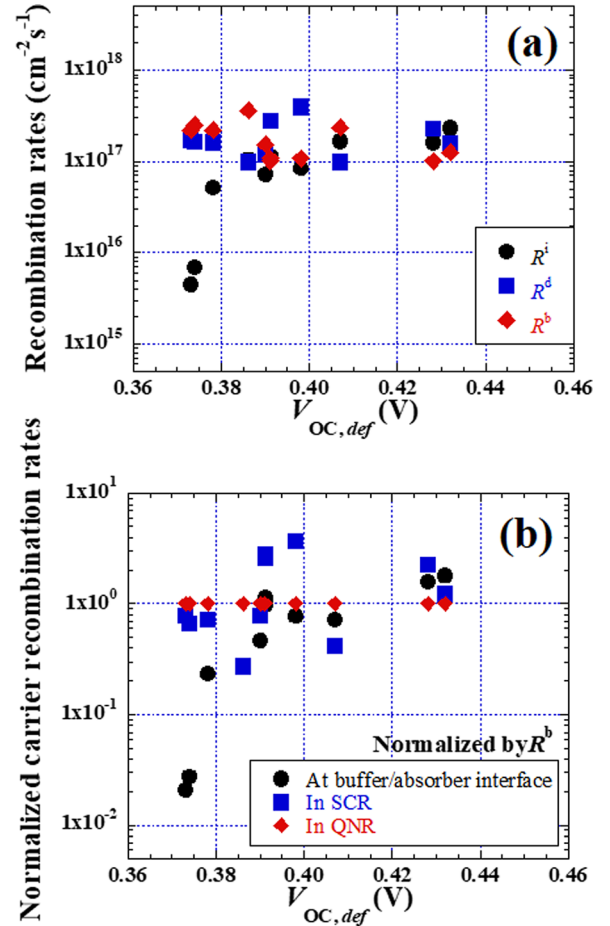 (a)
Recombination rates ((cm⁻²s⁻¹)
1x10¹⁸
1x10¹⁷
1x10¹⁶
1x10¹⁵
Rⁱ
Rᵈ
Rᵇ
0.36 0.38 0.40 0.42 0.44 0.46
V_OC, def (V)
(b)
Normalized carrier recombination rates
1x10¹
1x10⁰
1x10⁻¹
1x10⁻²
Normalized by Rᵇ
At buffer/absorber interface
In SCR
In QNR
0.36 0.38 0.40 0.42 0.44 0.46
V_OC, def (V)